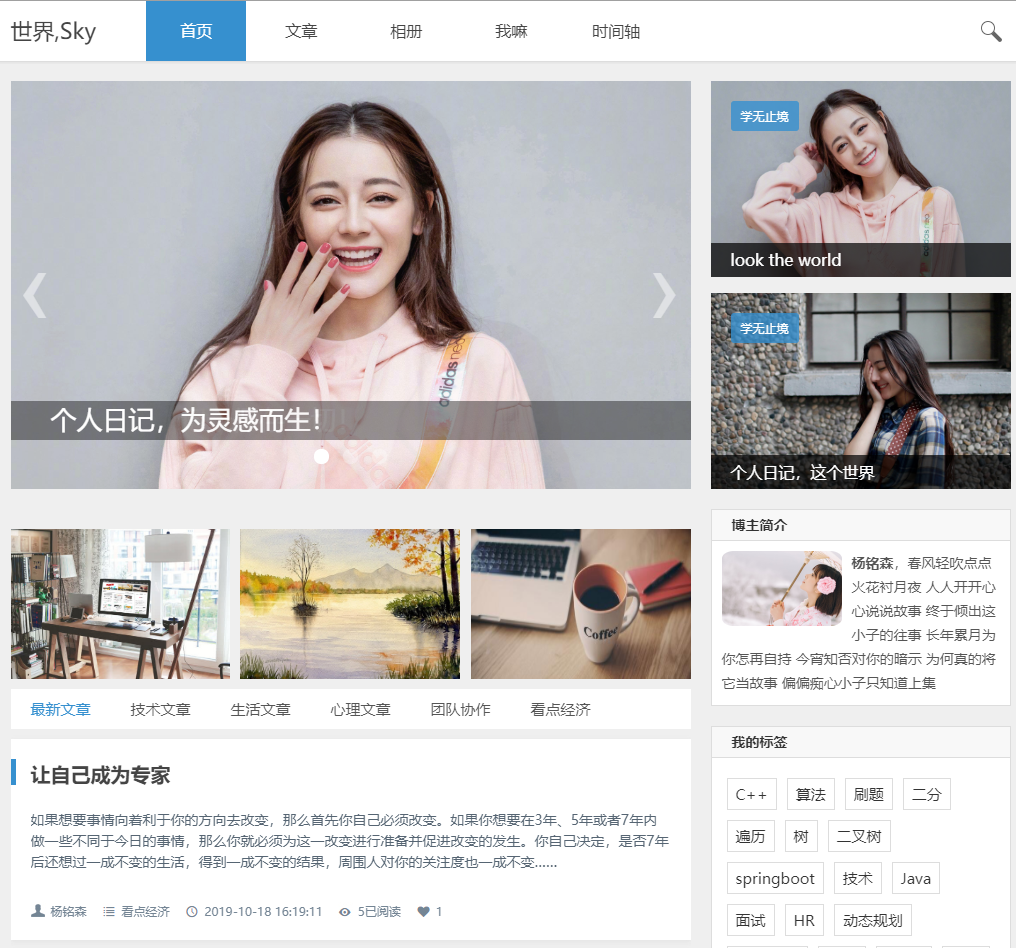 世界,Sky
首页
文章
相册
我嘛
时间轴
adidas neo
个人日记，为灵感而生!
学无止境
adidas
look the world
学无止境
个人日记，这个世界
Coffee
最新文章
技术文章
生活文章
心理文章
团队协作
看点经济
让自己成为专家
如果想要事情向着利于你的方向去改变，那么首先你自己必须改变。如果你想要在3年、5年或者7年内
做一些不同于今日的事情，那么你就必须为这一改变进行准备并促进改变的发生。你自己决定，是否7年
后还想过一成不变的生活，得到一成不变的结果，周围人对你的关注度也一成不变......
杨铭森
看点经济
2019-10-18 16:19:11
5已阅读
1
博主简介
杨铭森，春风轻吹点点
火花衬月夜 人人开开心
心说说故事 终于倾出这
小子的往事 长年累月为
你怎再自持 今宵知否对你的暗示 为何真的将
它当故事 偏偏痴心小子只知道上集
我的标签
C++
算法
刷题
二分
遍历
树
二叉树
springboot
技术
Java
面试
HR
动态规划